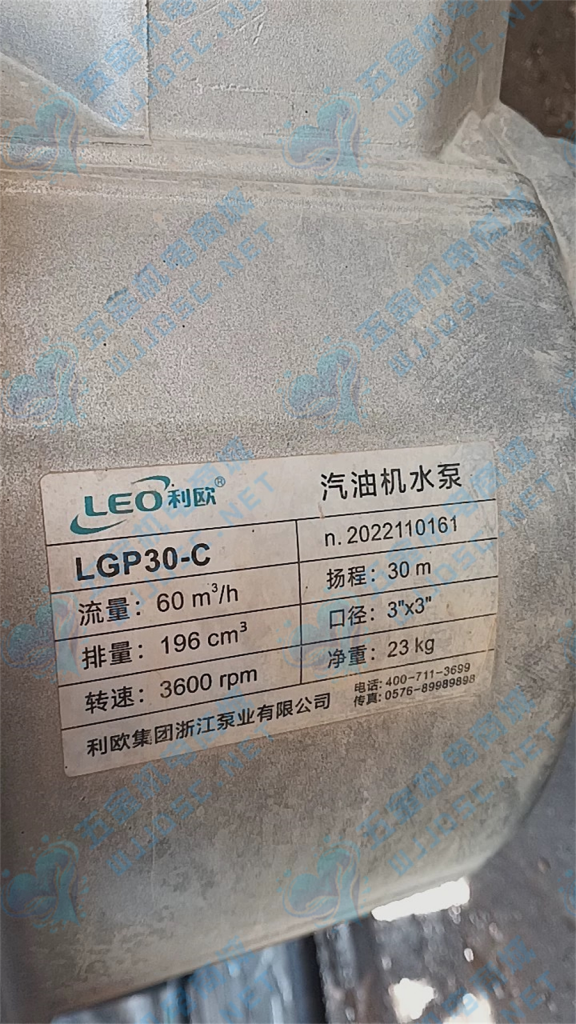 LEO利欧® 汽油机水泵
LGP30-C n.2022110161
流量：60 m³/h 扬程：30 m
排量：196 cm³ 口径：3"x3"
转速：3600 rpm 净重：23 kg
利欧集团浙江泵业有限公司 电话：400-711-3699
传真：0576-89989898